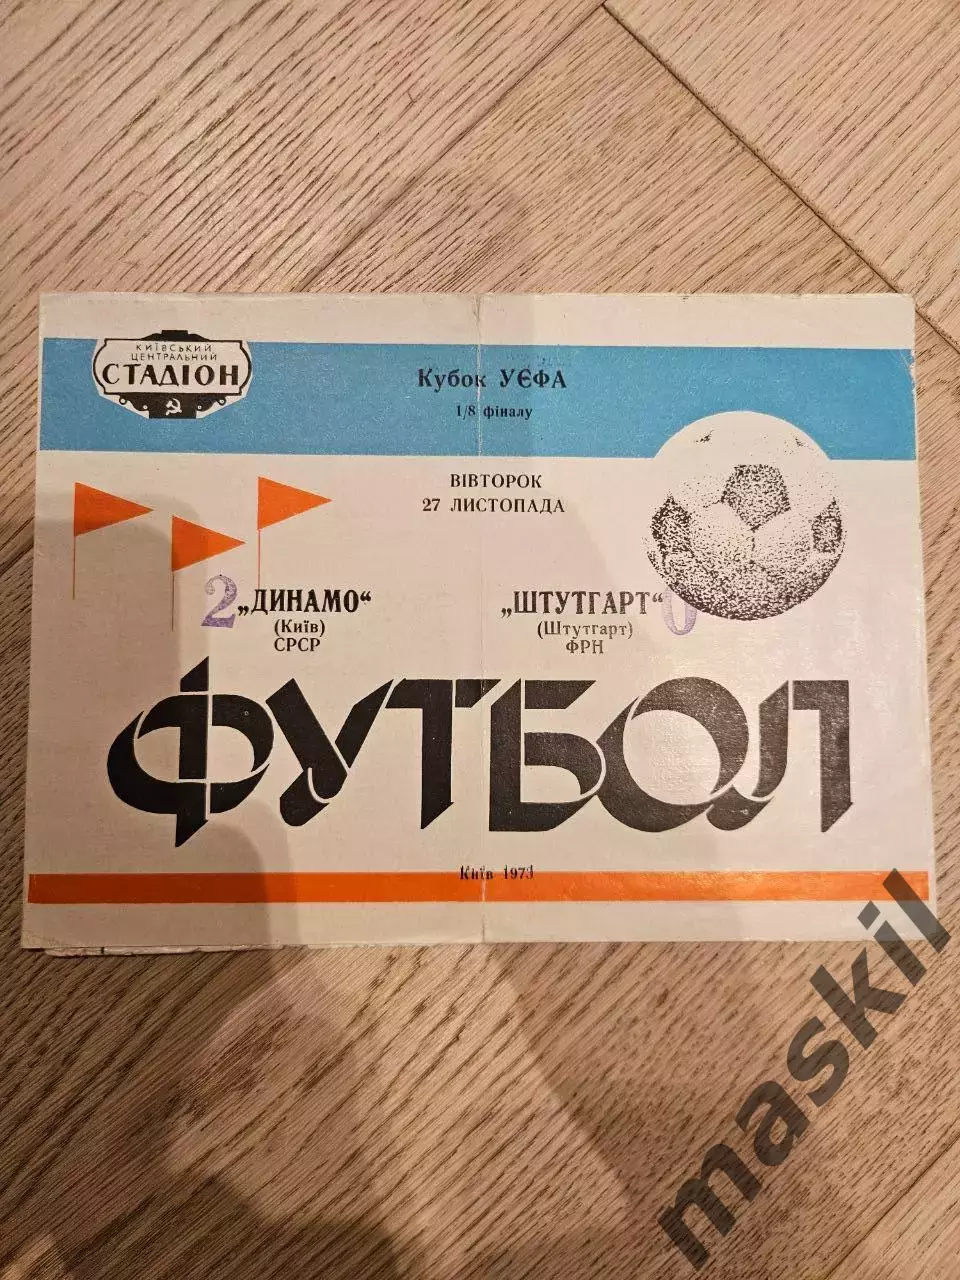 КИЇВСЬКИЙ
ЦЕНТРАЛЬНИЙ
СТАДІОН
Кубок УЄФА
1/8 фіналу
ВІВТОРОК
27 ЛИСТОПАДА
2 „ДИНАМО“
(Київ)
СРСР
„ШТУТГАРТ“ 0
(Штутгарт)
ФРН
ФУТБОЛ
Київ 1973
maskil